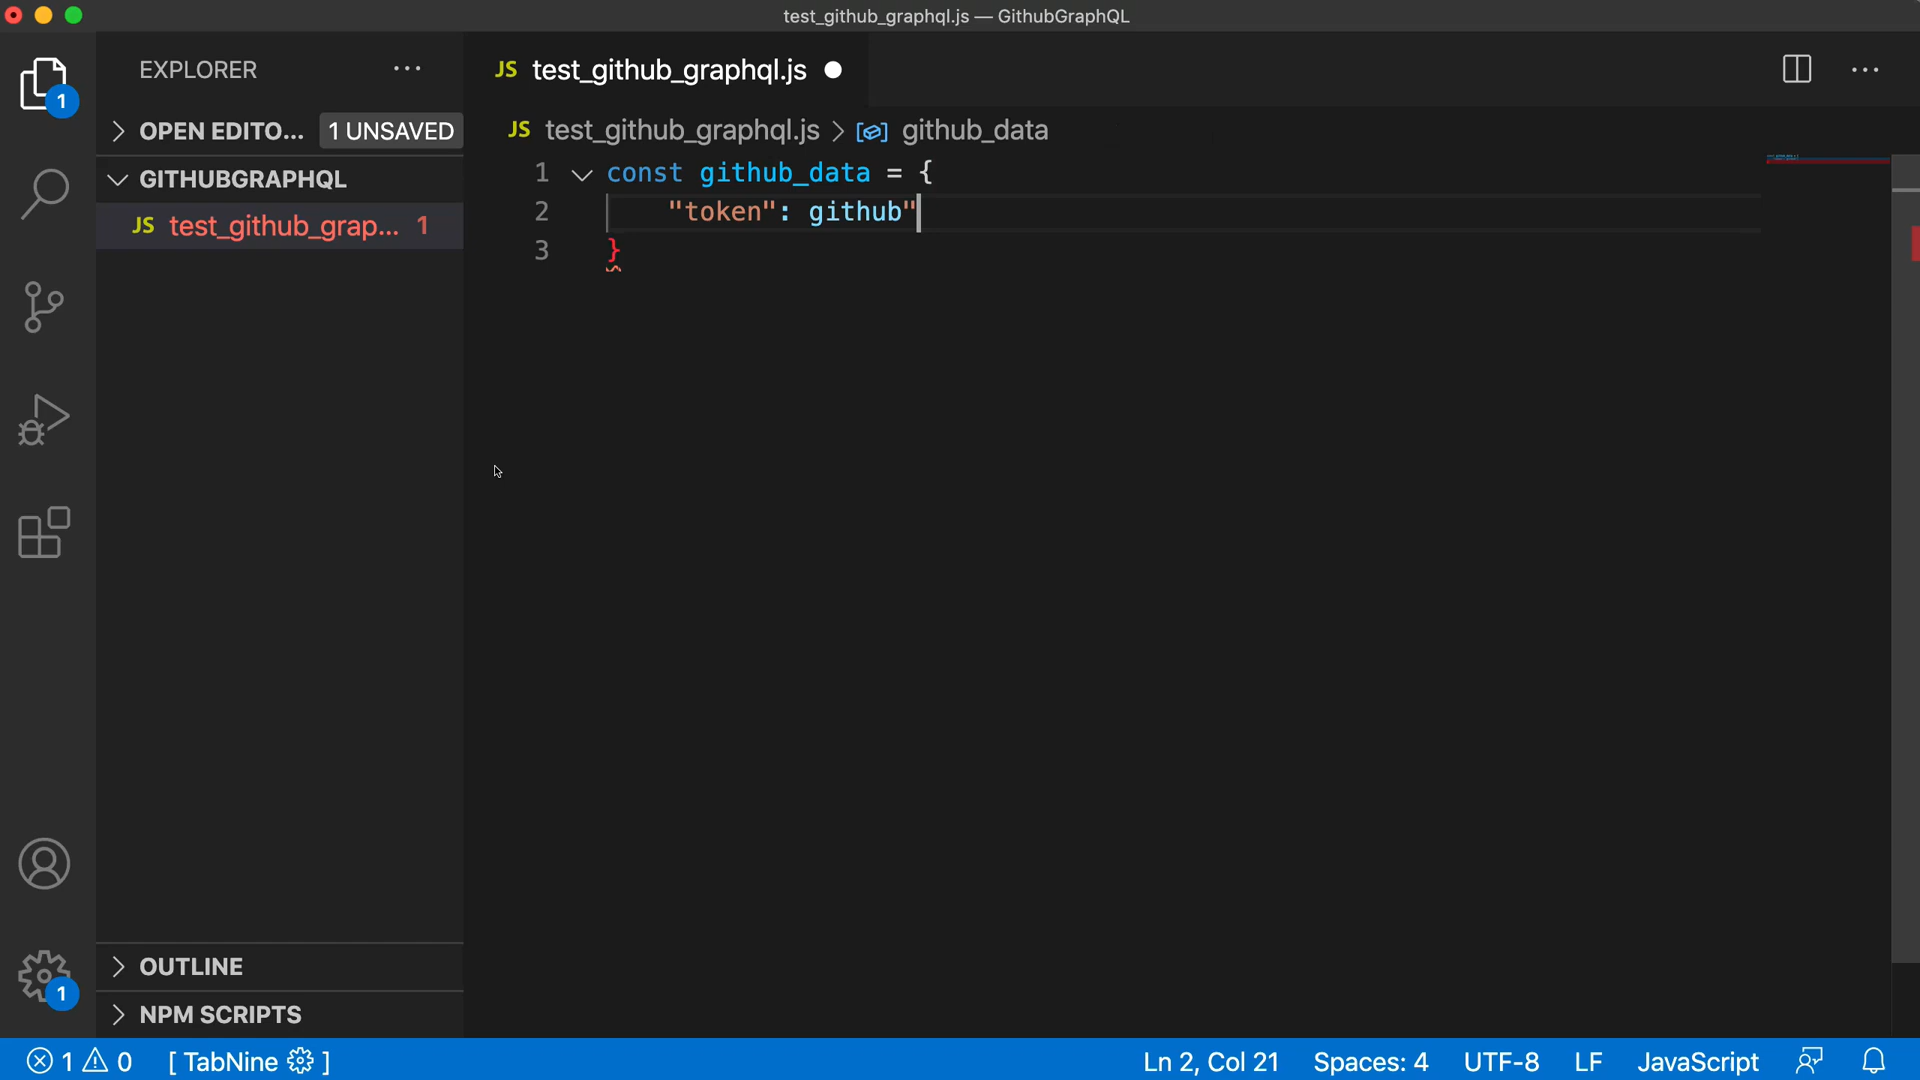 test_github_graphql.js — GithubGraphQL
EXPLORER ...
JS test_github_graphql.js
1
OPEN EDITO... 1 UNSAVED
JS test_github_graphql.js > github_data
GITHUBGRAPHQL
JS test_github_grap... 1
1 const github_data = {
2 "token": github"
3 }
OUTLINE
1
NPM SCRIPTS
1 0 [ TabNine ] Ln 2, Col 21 Spaces: 4 UTF-8 LF JavaScript